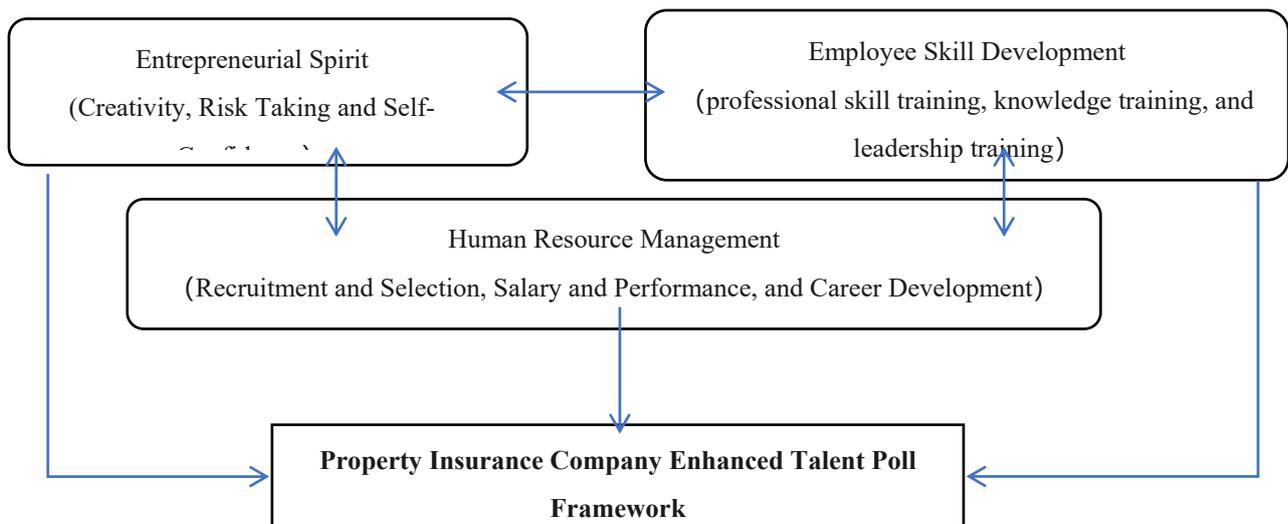 Entrepreneurial Spirit
(Creativity, Risk Taking and Self-
Employee Skill Development
(professional skill training, knowledge training, and
leadership training)
Human Resource Management
(Recruitment and Selection, Salary and Performance, and Career Development)
Property Insurance Company Enhanced Talent Poll
Framework